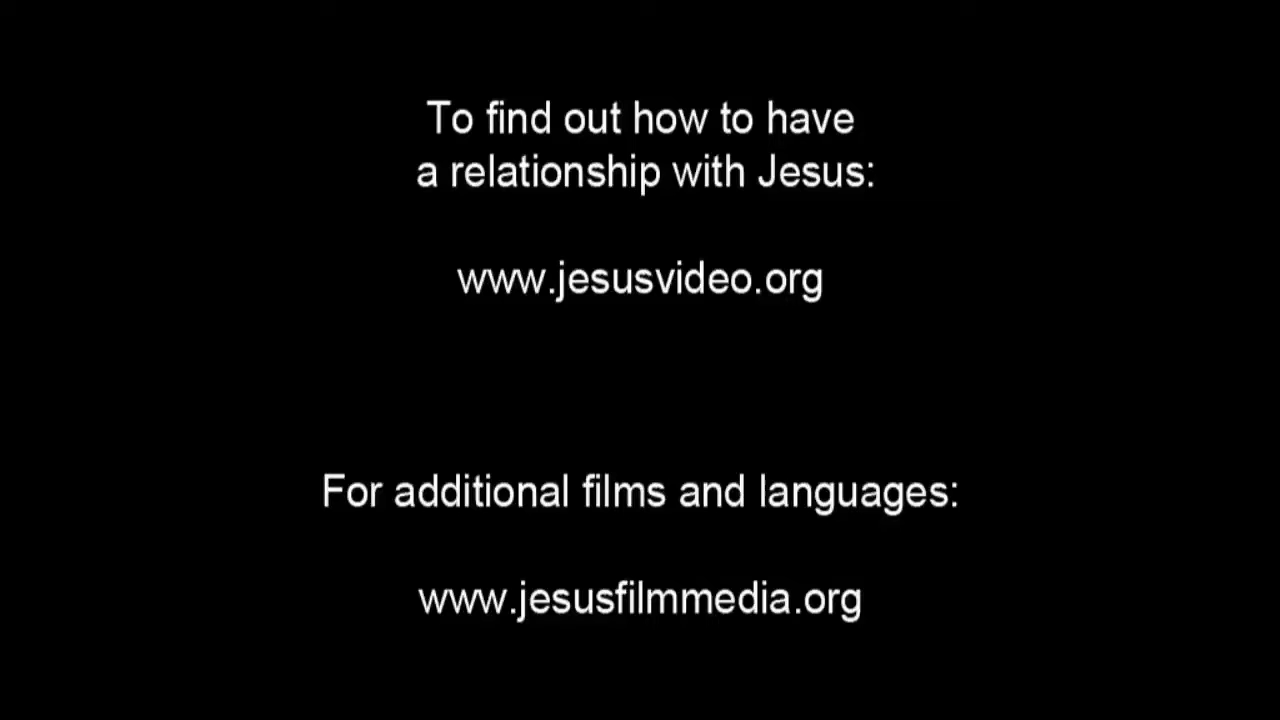 To find out how to have
a relationship with Jesus:
www.jesusvideo.org
For additional films and languages:
www.jesusfilmmedia.org